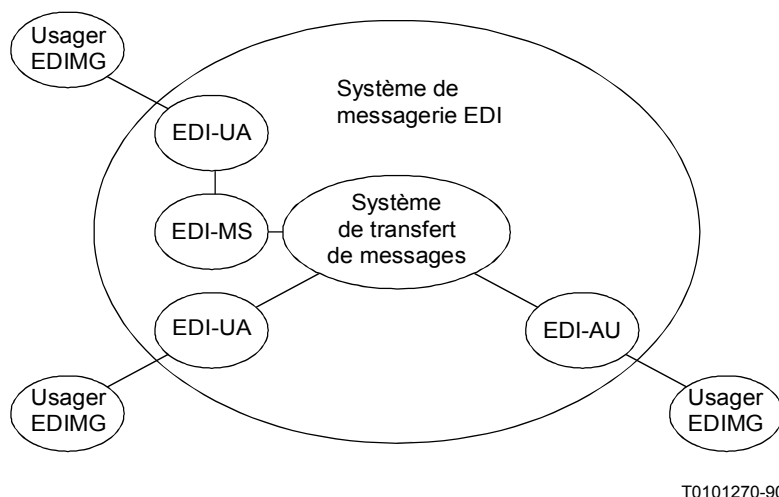 Usager
EDIMG
Système de
messagerie EDI
EDI-UA
Système
de transfert
de messages
EDI-MS
EDI-UA
EDI-AU
Usager
EDIMG
Usager
EDIMG
T0101270-90